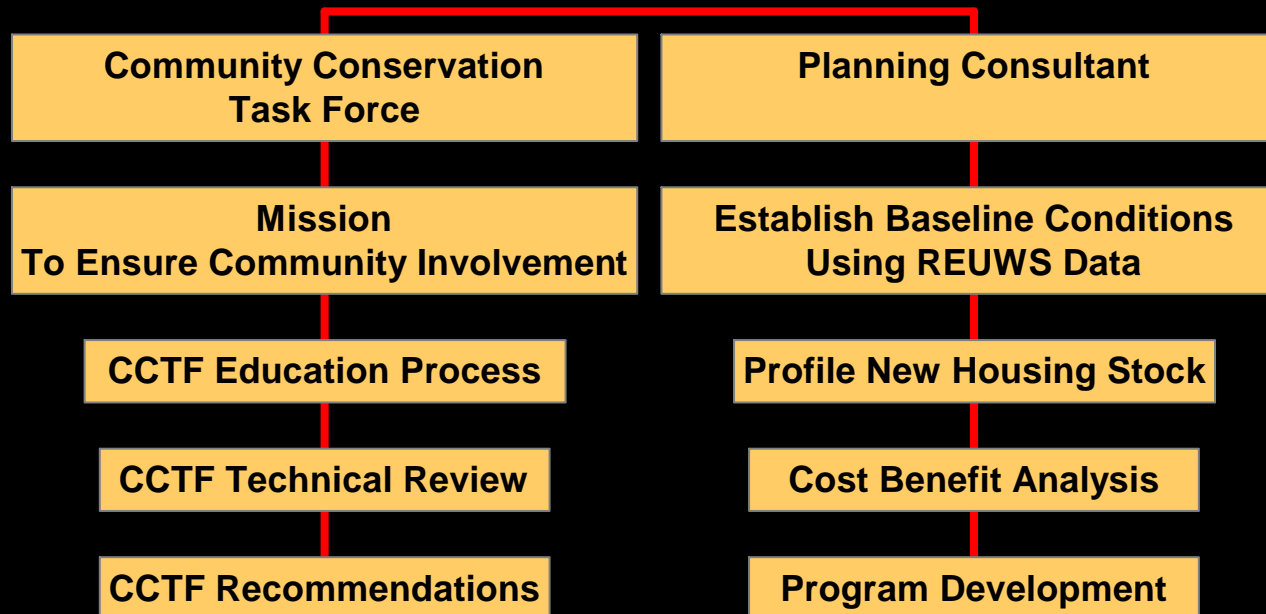 Community Conservation
Task Force
Mission
To Ensure Community Involvement
CCTF Education Process
CCTF Technical Review
CCTF Recommendations
Planning Consultant
Establish Baseline Conditions
Using REUWS Data
Profile New Housing Stock
Cost Benefit Analysis
Program Development